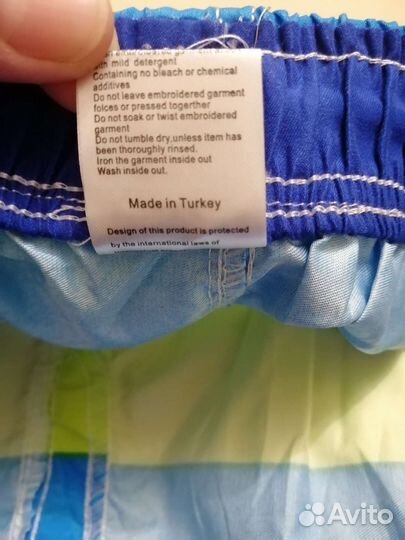 with mild detergent
Containing no bleach or chemical
additives
Do not leave embroidered garment
folces or pressed together
Do not soak or twist embroidered
garment
Do not tumble dry,unless item has
been thoroughly rinsed.
Iron the garment inside out
Wash inside out.
Made in Turkey
Design of this product is protected
by the international laws of
Avito